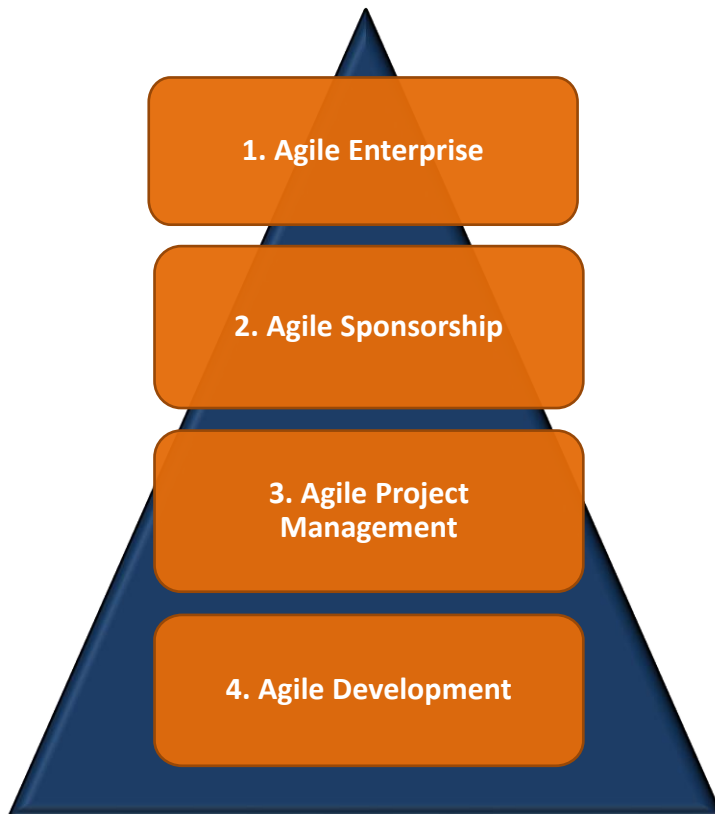 1. Agile Enterprise
2. Agile Sponsorship
3. Agile Project
Management
4. Agile Development